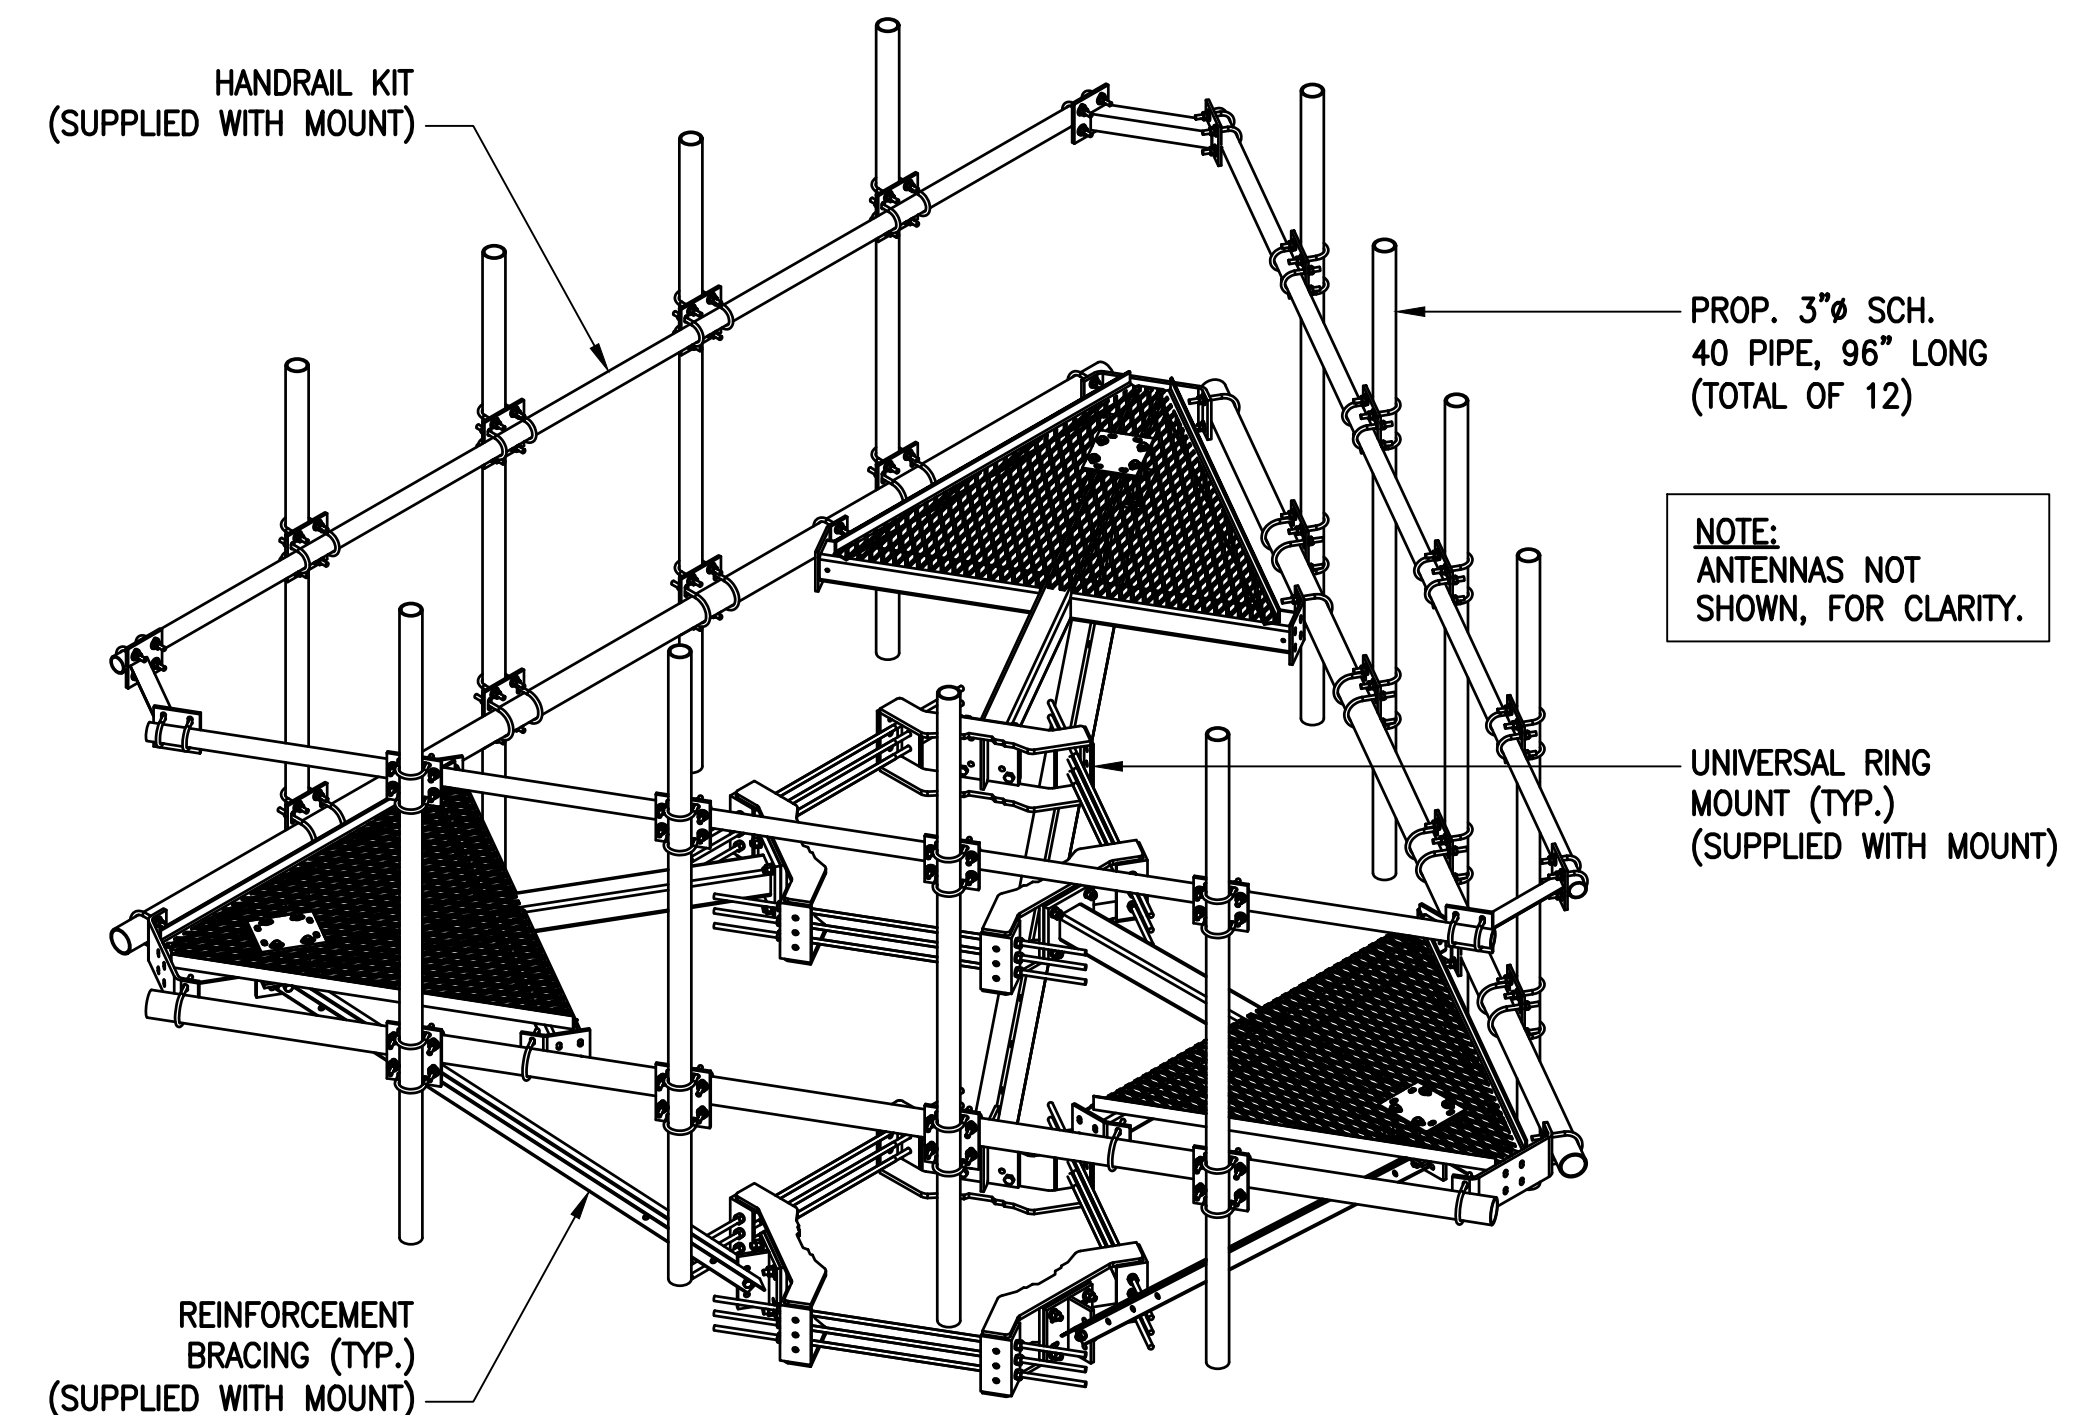 HANDRAIL KIT
(SUPPLIED WITH MOUNT)
PROP. 3"ø SCH.
40 PIPE, 96" LONG
(TOTAL OF 12)
NOTE:
ANTENNAS NOT
SHOWN, FOR CLARITY.
UNIVERSAL RING
MOUNT (TYP.)
(SUPPLIED WITH MOUNT)
REINFORCEMENT
BRACING (TYP.)
(SUPPLIED WITH MOUNT)